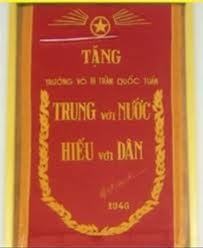 TẶNG
TRƯỜNG VÕ BỊ TRẦN QUỐC TUẤN
TRUNG với NƯỚC
HIẾU với DÂN
1946